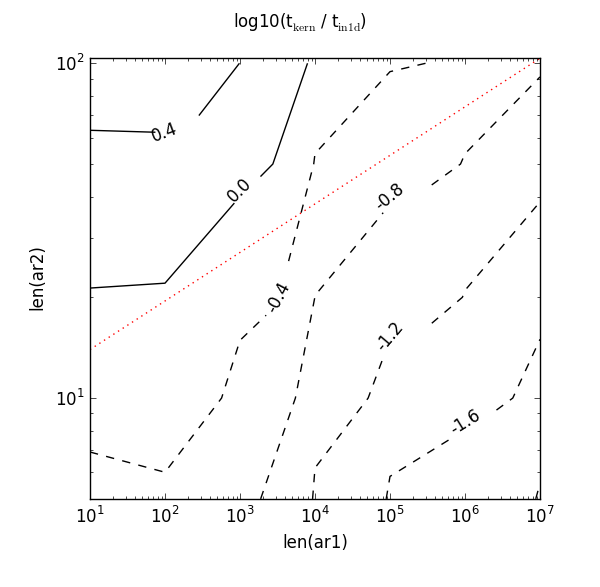 log10(t_kern / t_in1d)
10²
0.4
0.0
-0.8
len(ar2)
-0.4
-1.2
10¹
-1.6
10¹ 10² 10³ 10⁴ 10⁵ 10⁶ 10⁷
len(ar1)